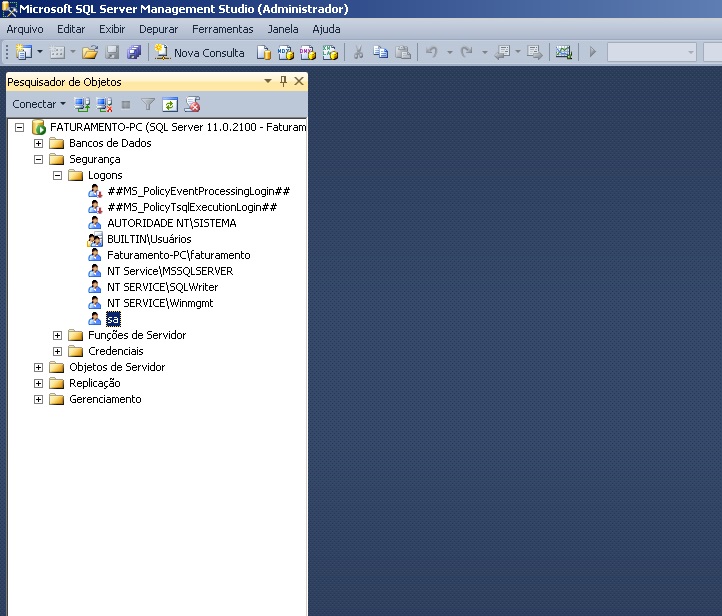 Microsoft SQL Server Management Studio (Administrador)
Arquivo Editar Exibir Depurar Ferramentas Janela Ajuda
Nova Consulta
Pesquisador de Objetos
Conectar
FATURAMENTO-PC (SQL Server 11.0.2100 - Faturam
Bancos de Dados
Segurança
Logons
##MS_PolicyEventProcessingLogin##
##MS_PolicyTsqlExecutionLogin##
AUTORIDADE NT\SISTEMA
BUILTIN\Usuários
Faturamento-PC\faturamento
NT Service\MSSQLSERVER
NT SERVICE\SQLWriter
NT SERVICE\Winmgmt
sa
Funções de Servidor
Credenciais
Objetos de Servidor
Replicação
Gerenciamento